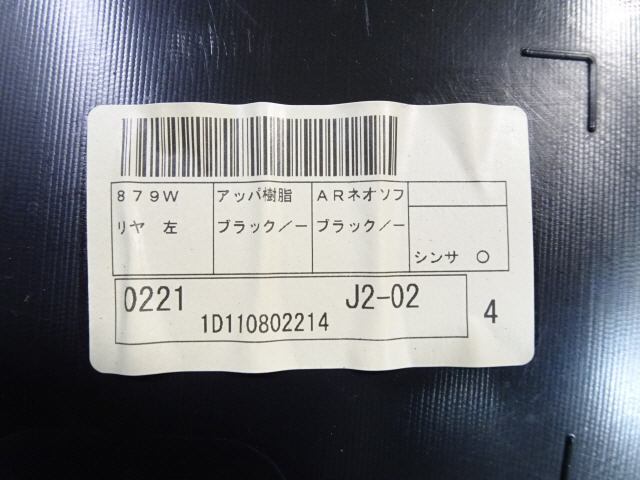 879W アッパ樹脂 ARネオソフ
リヤ 左 ブラック/ー ブラック/ー
シンサ ○
0221 J2-02
1D110802214
4